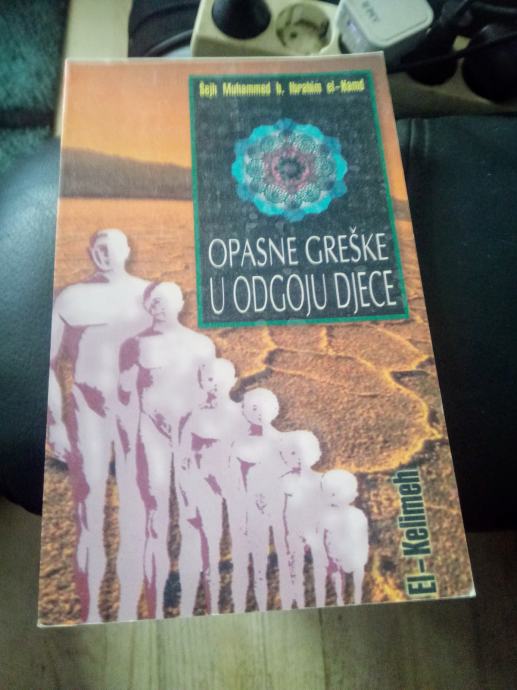 Šejh Muhammed b. Ibrahim el-Hamd
OPASNE GREŠKE
U ODGOJU DJECE
El-Kelimeh